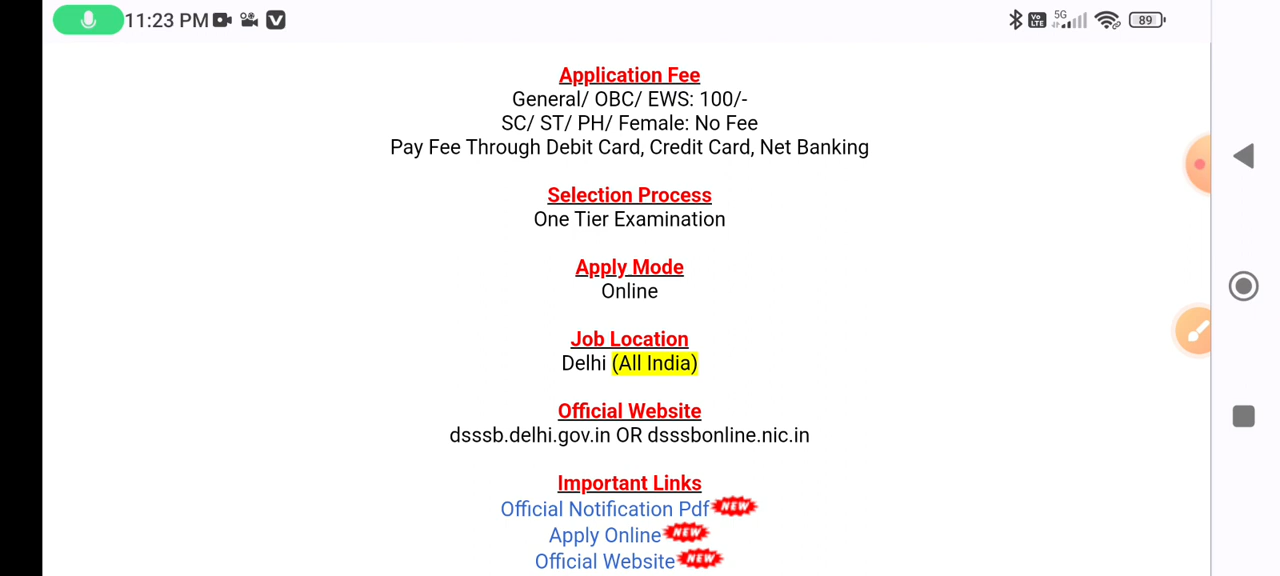 11:23 PM
Vo LTE
5G
89
Application Fee
General/ OBC/ EWS: 100/-
SC/ ST/ PH/ Female: No Fee
Pay Fee Through Debit Card, Credit Card, Net Banking
Selection Process
One Tier Examination
Apply Mode
Online
Job Location
Delhi (All India)
Official Website
dsssb.delhi.gov.in OR dsssbonline.nic.in
Important Links
Official Notification Pdf NEW
Apply Online NEW
Official Website NEW